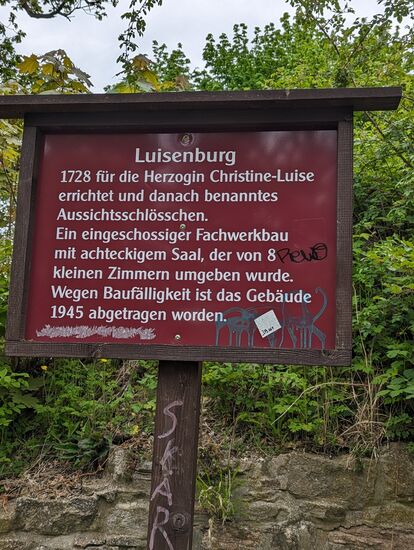 Luisenburg
1728 für die Herzogin Christine-Luise
errichtet und danach benanntes
Aussichtsschlösschen.
Ein eingeschossiger Fachwerkbau
mit achteckigem Saal, der von 8
kleinen Zimmern umgeben wurde.
Wegen Baufälligkeit ist das Gebäude
1945 abgetragen worden.
SKAR